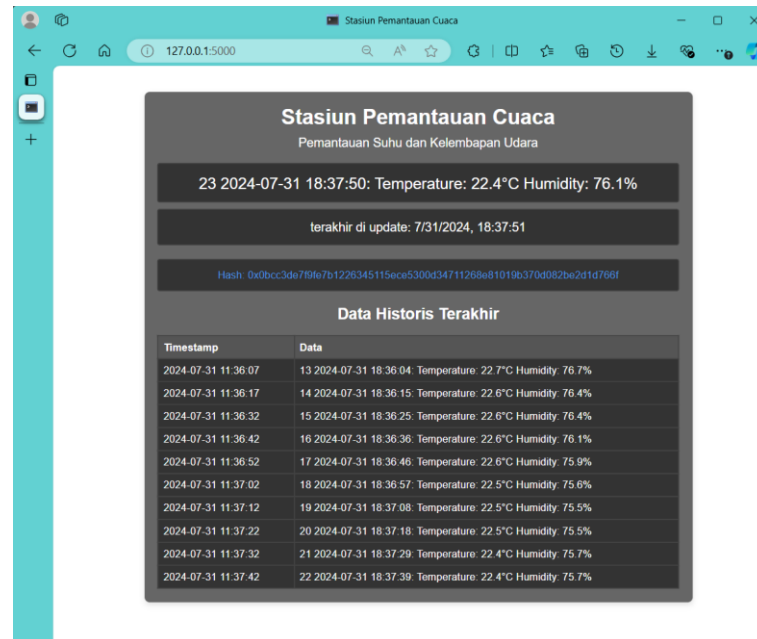 Stasiun Pemantauan Cuaca
127.0.0.1:5000
Stasiun Pemantauan Cuaca
Pemantauan Suhu dan Kelembapan Udara
23 2024-07-31 18:37:50: Temperature: 22.4°C Humidity: 76.1%
terakhir di update: 7/31/2024, 18:37:51
Hash: 0x0bcc3de7f9fe7b1226345115ece5300d34711268e81019b370d082be2d1d766f
Data Historis Terakhir
Timestamp Data
2024-07-31 11:36:07 13 2024-07-31 18:36:04: Temperature: 22.7°C Humidity: 76.7%
2024-07-31 11:36:17 14 2024-07-31 18:36:15: Temperature: 22.6°C Humidity: 76.4%
2024-07-31 11:36:32 15 2024-07-31 18:36:25: Temperature: 22.6°C Humidity: 76.4%
2024-07-31 11:36:42 16 2024-07-31 18:36:36: Temperature: 22.6°C Humidity: 76.1%
2024-07-31 11:36:52 17 2024-07-31 18:36:46: Temperature: 22.6°C Humidity: 75.9%
2024-07-31 11:37:02 18 2024-07-31 18:36:57: Temperature: 22.5°C Humidity: 75.6%
2024-07-31 11:37:12 19 2024-07-31 18:37:08: Temperature: 22.5°C Humidity: 75.5%
2024-07-31 11:37:22 20 2024-07-31 18:37:18: Temperature: 22.5°C Humidity: 75.5%
2024-07-31 11:37:32 21 2024-07-31 18:37:29: Temperature: 22.4°C Humidity: 75.7%
2024-07-31 11:37:42 22 2024-07-31 18:37:39: Temperature: 22.4°C Humidity: 75.7%